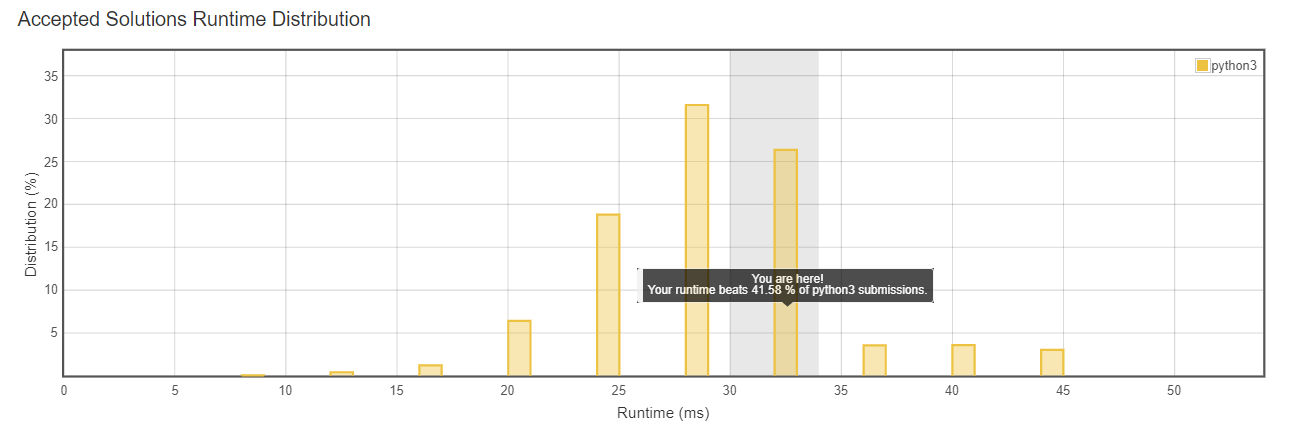 Accepted Solutions Runtime Distribution
python3
35
30
25
20
15
10
5
Distribution (%)
You are here!
Your runtime beats 41.58 % of python3 submissions.
0 5 10 15 20 25 30 35 40 45 50
Runtime (ms)